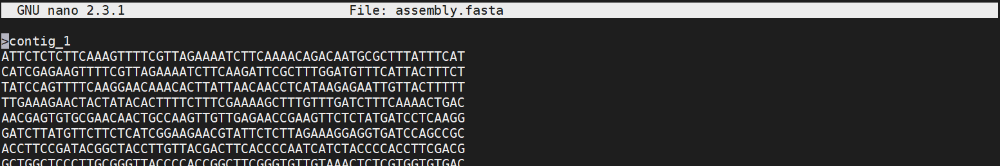 GNU nano 2.3.1 File: assembly.fasta
>contig_1
ATTCTCTCTTCAAAGTTTTCGTTAGAAAATCTTCAAAACAGACAATGCGCTTTATTTCAT
CATCGAGAAGTTTTCGTTAGAAAATCTTCAAGATTCGCTTTGGATGTTTCATTACTTTCT
TATCCAGTTTTCAAGGAACAAACACTTATTAACAACCTCATAAGAGAATTGTTACTTTTT
TTGAAAGAACTACTATACACTTTTCTTTCGAAAAGCTTTGTTTGATCTTTCAAAACTGAC
AACGAGTGTGCGAACAACTGCCAAGTTGTTGAGAACCGAAGTTCTCTATGATCCTCAAGG
GATCTTATGTTCTTCTCATCGGAAGAACGTATTCTCTTAGAAAGGAGGTGATCCAGCCGC
ACCTTCCGATACGGCTACCTTGTTACGACTTCACCCCAATCATCTACCCCACCTTCGACG
GCTGGCTCCCTTGCGGGTTACCCCACCGGCTTCGGGTGTTGTAAACTCTCGTGGTGTGAC